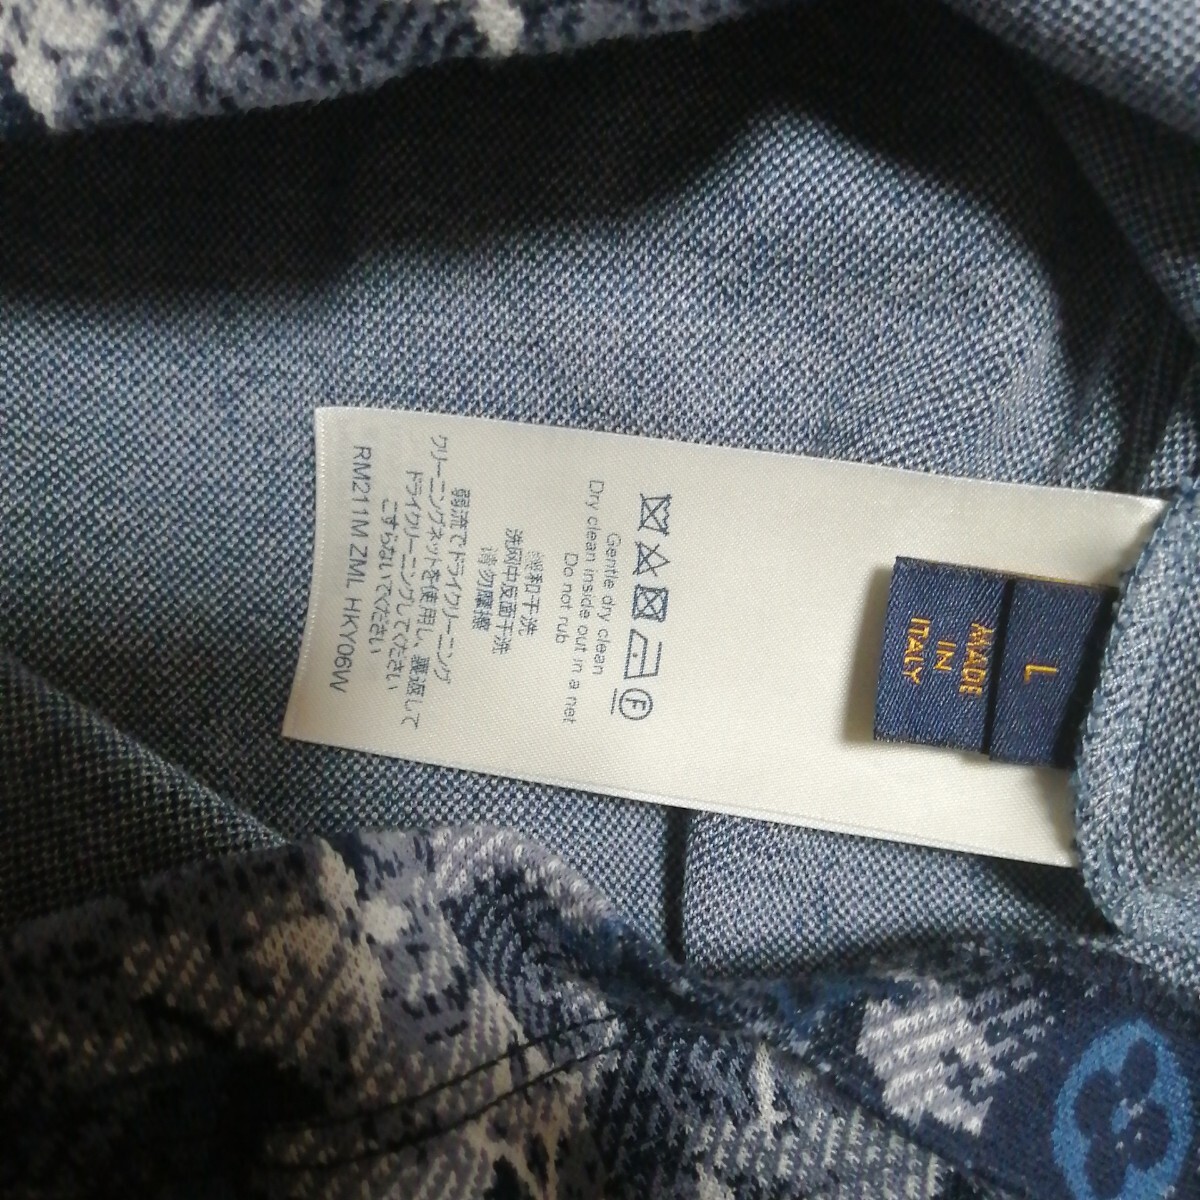 L
MADE
IN
ITALY
F
Gentle dry clean
Dry clean inside out in a net
Do not rub
缓和干洗
洗网中反面干洗
请勿摩擦
弱流でドライクリーニング
クリーニングネットを使用し、裏返して
ドライクリーニングしてください
こすらないでください
RM211M ZML HKY06W